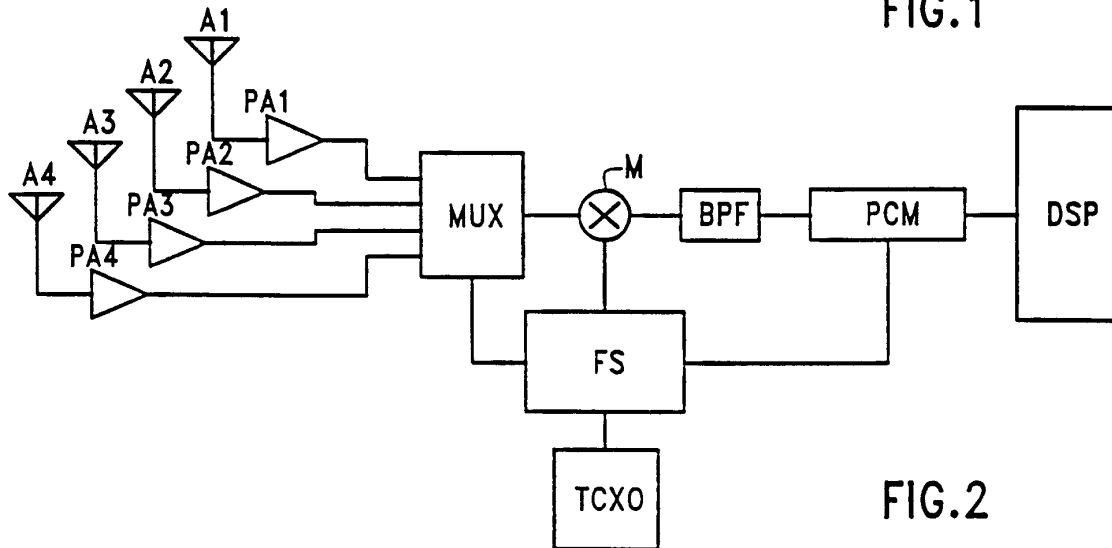 FIG.1
A1
A2
PA1
A3
PA2
A4
PA3
PA4
MUX
M
BPF
PCM
DSP
FS
TCXO
FIG.2